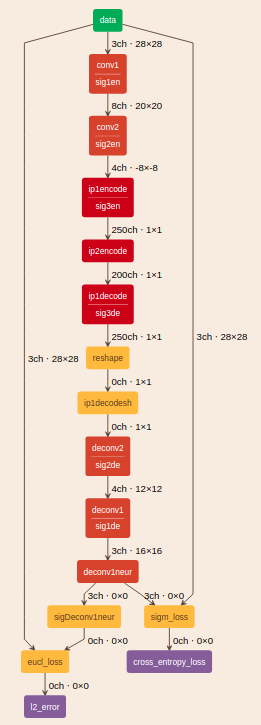 data
3ch · 28×28
conv1
sig1en
8ch · 20×20
conv2
sig2en
4ch · -8×-8
ip1encode
sig3en
250ch · 1×1
ip2encode
200ch · 1×1
ip1decode
sig3de
250ch · 1×1
3ch · 28×28
3ch · 28×28
reshape
0ch · 1×1
ip1decodesh
0ch · 1×1
deconv2
sig2de
4ch · 12×12
deconv1
sig1de
3ch · 16×16
deconv1neur
3ch · 0×0
3ch · 0×0
sigDeconv1neur
sigm_loss
0ch · 0×0
0ch · 0×0
eucl_loss
cross_entropy_loss
0ch · 0×0
l2_error